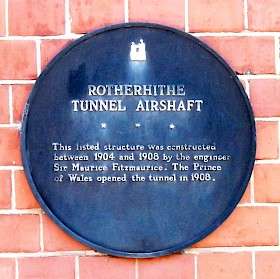 ROTHERHITHE
TUNNEL AIRSHAFT
This listed structure was constructed
between 1904 and 1908 by the engineer
Sir Maurice Fitzmaurice. The Prince
of Wales opened the tunnel in 1908.